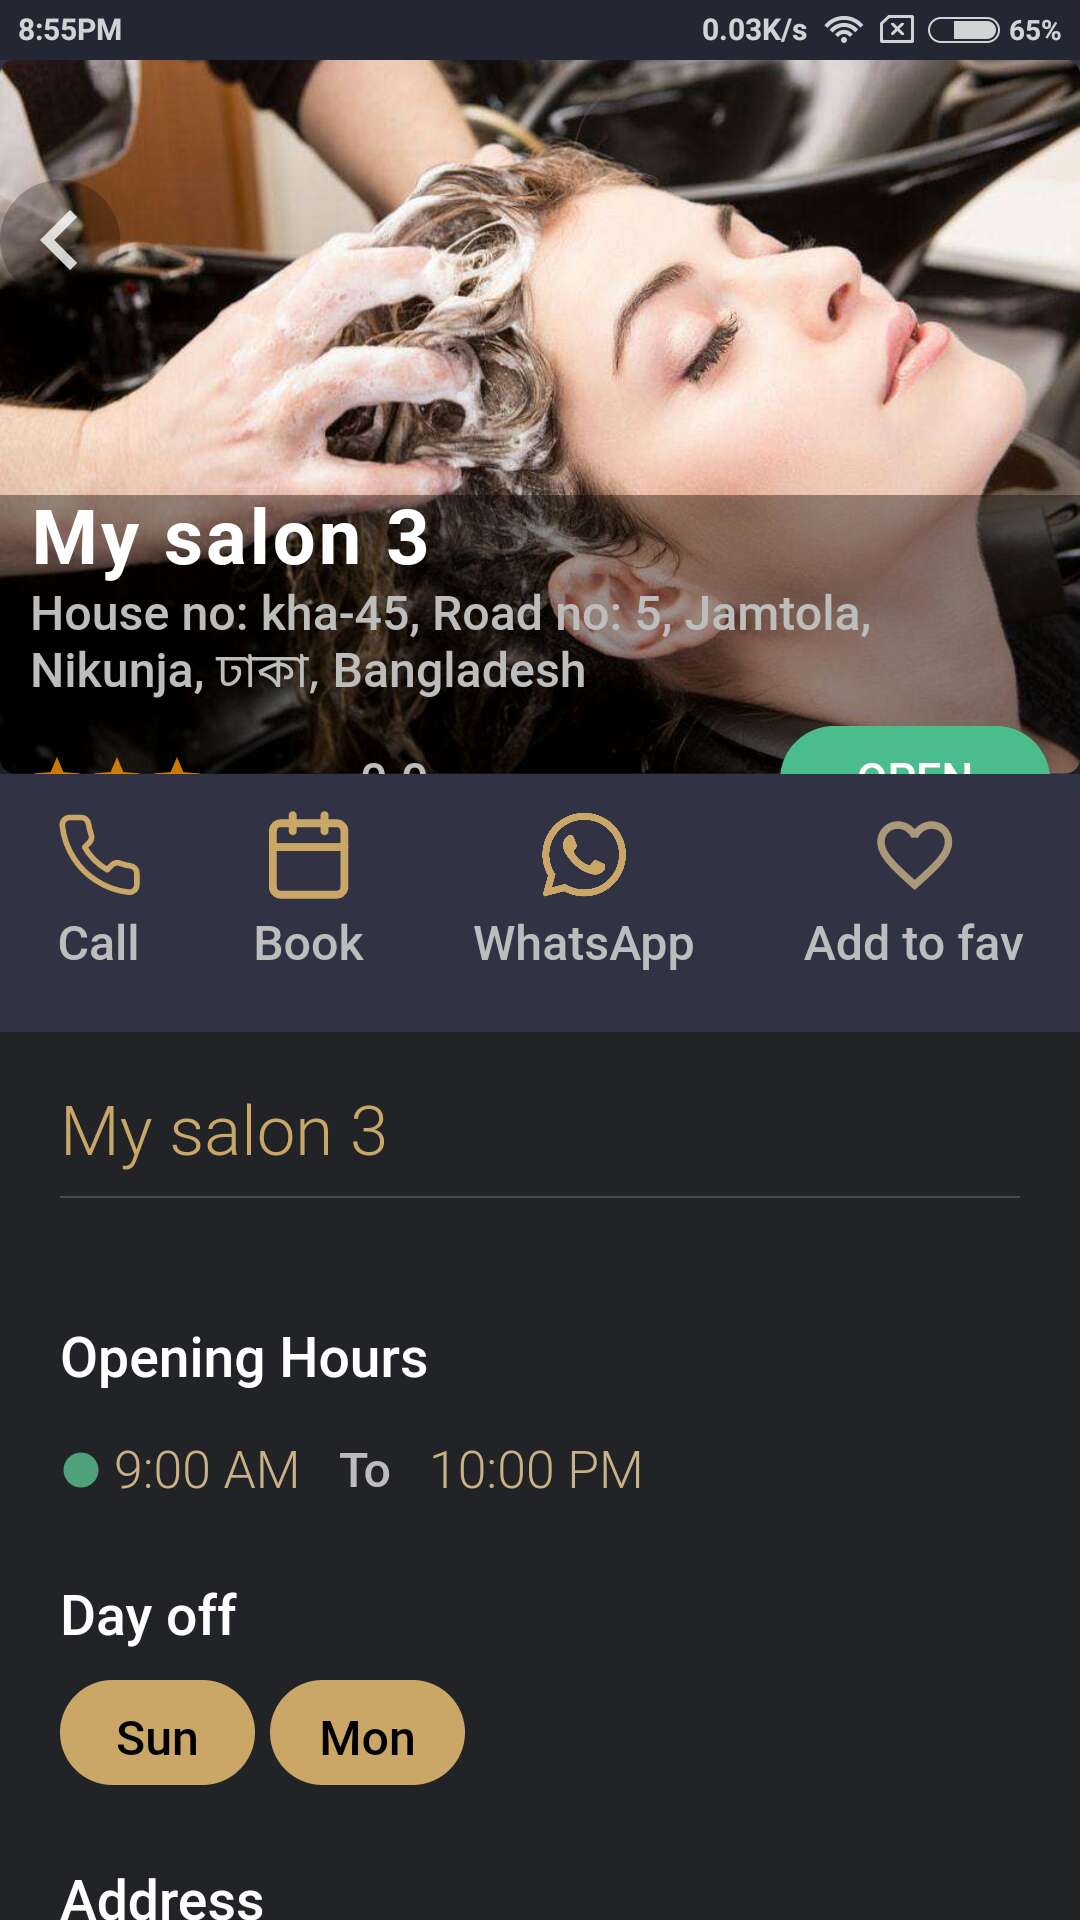 8:55PM
0.03K/s
65%
My salon 3
House no: kha-45, Road no: 5, Jamtola,
Nikunja, ঢাকা, Bangladesh
OPEN
Call
Book
WhatsApp
Add to fav
My salon 3
Opening Hours
9:00 AM To 10:00 PM
Day off
Sun
Mon
Address